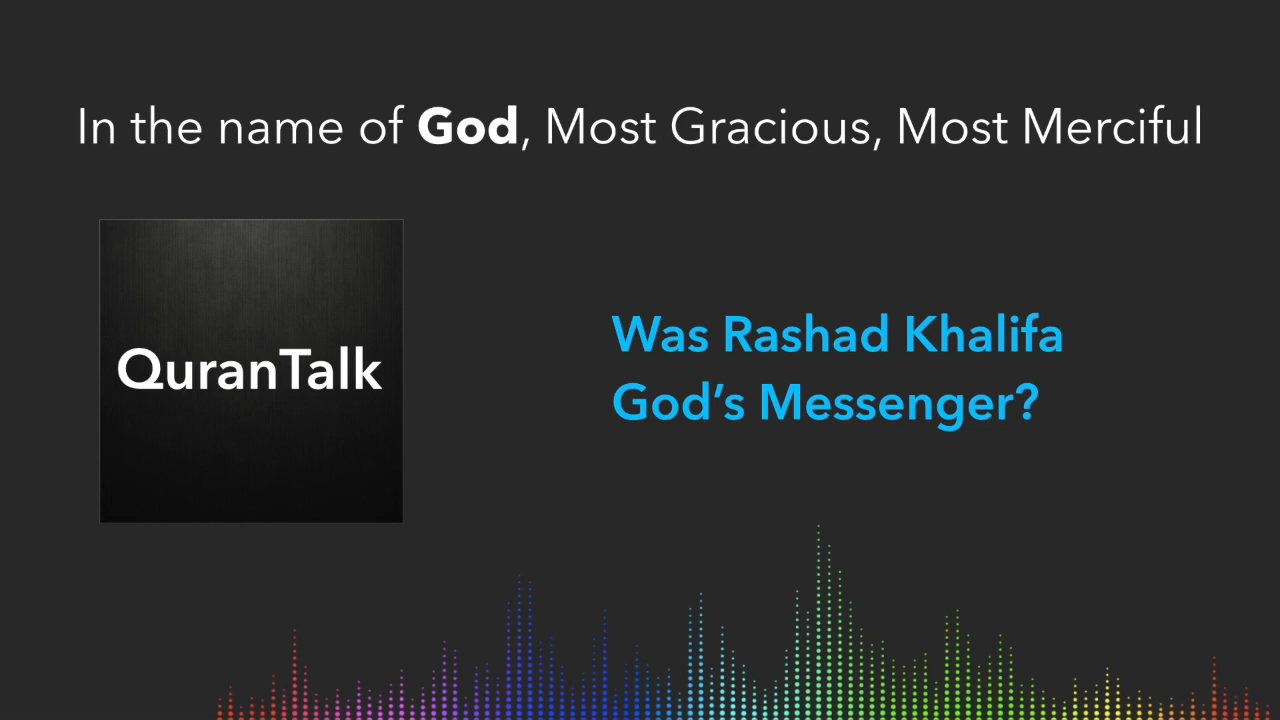 In the name of God, Most Gracious, Most Merciful
QuranTalk
Was Rashad Khalifa
God’s Messenger?